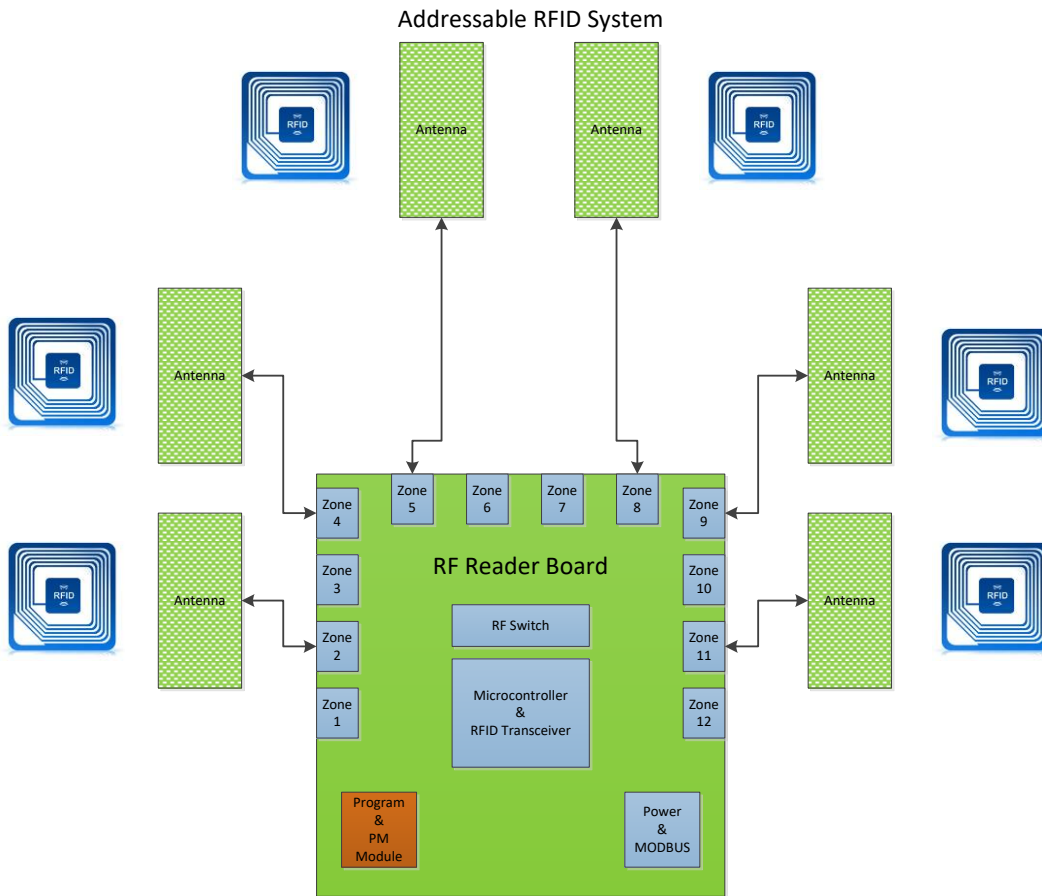 Addressable RFID System
RFID
Antenna
Antenna
RFID
RFID
Antenna
Antenna
RFID
Zone
5
Zone
6
Zone
7
Zone
8
Zone
4
Zone
9
RF Reader Board
Zone
3
Zone
10
RFID
Antenna
Antenna
RFID
RF Switch
Zone
2
Zone
11
Zone
1
Microcontroller
&
RFID Transceiver
Zone
12
Program
&
PM
Module
Power
&
MODBUS